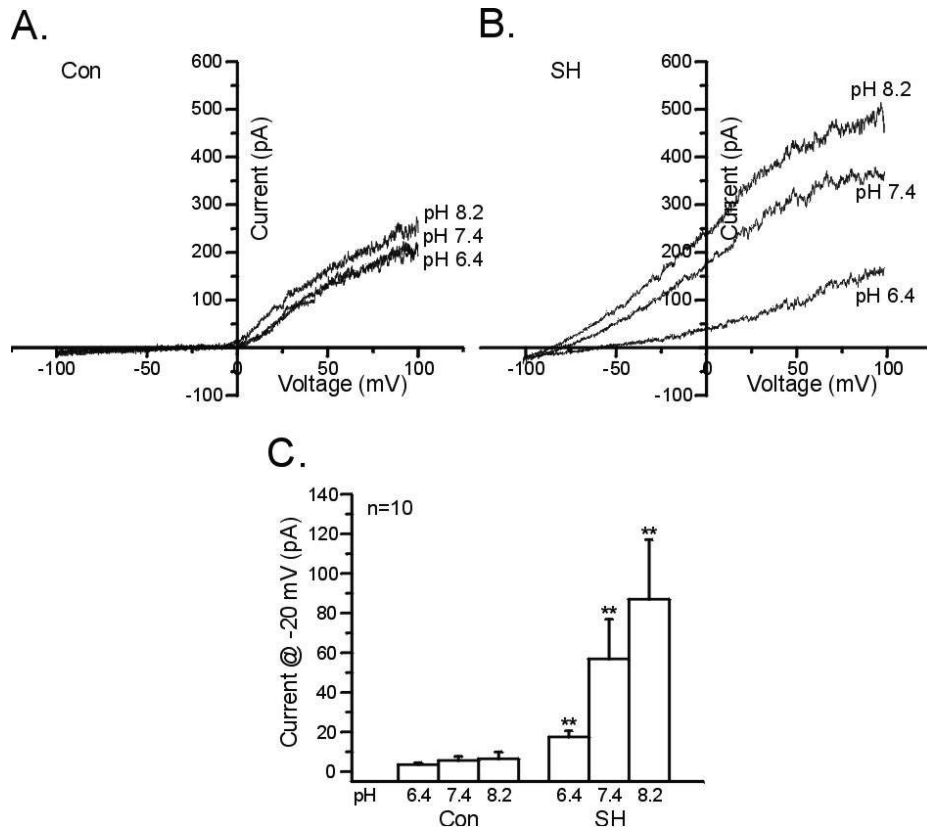 A.
Con
600
500
400
300
200
100
-100
Current (pA)
-100 -50 0 50 100
Voltage (mV)
pH 8.2
pH 7.4
pH 6.4
B.
SH
600
500
400
300
200
100
-100
Current (pA)
-100 -50 0 50 100
Voltage (mV)
pH 8.2
pH 7.4
pH 6.4
C.
n=10
140
120
100
80
60
40
20
0
Current @ -20 mV (pA)
** ** **
pH 6.4 7.4 8.2 6.4 7.4 8.2
Con SH